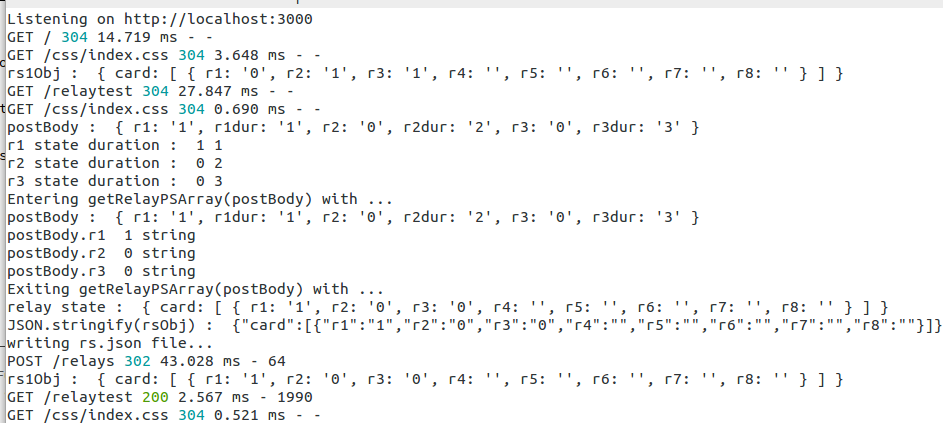 Listening on http://localhost:3000
GET / 304 14.719 ms - -
GET /css/index.css 304 3.648 ms - -
rs1Obj :  { card: [ { r1: '0', r2: '1', r3: '1', r4: '', r5: '', r6: '', r7: '', r8: '' } ] }
GET /relaytest 304 27.847 ms - -
GET /css/index.css 304 0.690 ms - -
postBody :  { r1: '1', r1dur: '1', r2: '0', r2dur: '2', r3: '0', r3dur: '3' }
r1 state duration :  1 1
r2 state duration :  0 2
r3 state duration :  0 3
Entering getRelayPSArray(postBody) with ...
postBody :  { r1: '1', r1dur: '1', r2: '0', r2dur: '2', r3: '0', r3dur: '3' }
postBody.r1  1 string
postBody.r2  0 string
postBody.r3  0 string
Exiting getRelayPSArray(postBody) with ...
relay state :  { card: [ { r1: '1', r2: '0', r3: '0', r4: '', r5: '', r6: '', r7: '', r8: '' } ] }
JSON.stringify(rsObj) :  {"card":[{"r1":"1","r2":"0","r3":"0","r4":"","r5":"","r6":"","r7":"","r8":""}]}
writing rs.json file...
POST /relays 302 43.028 ms - 64
rs1Obj :  { card: [ { r1: '1', r2: '0', r3: '0', r4: '', r5: '', r6: '', r7: '', r8: '' } ] }
GET /relaytest 200 2.567 ms - 1990
GET /css/index.css 304 0.521 ms - -